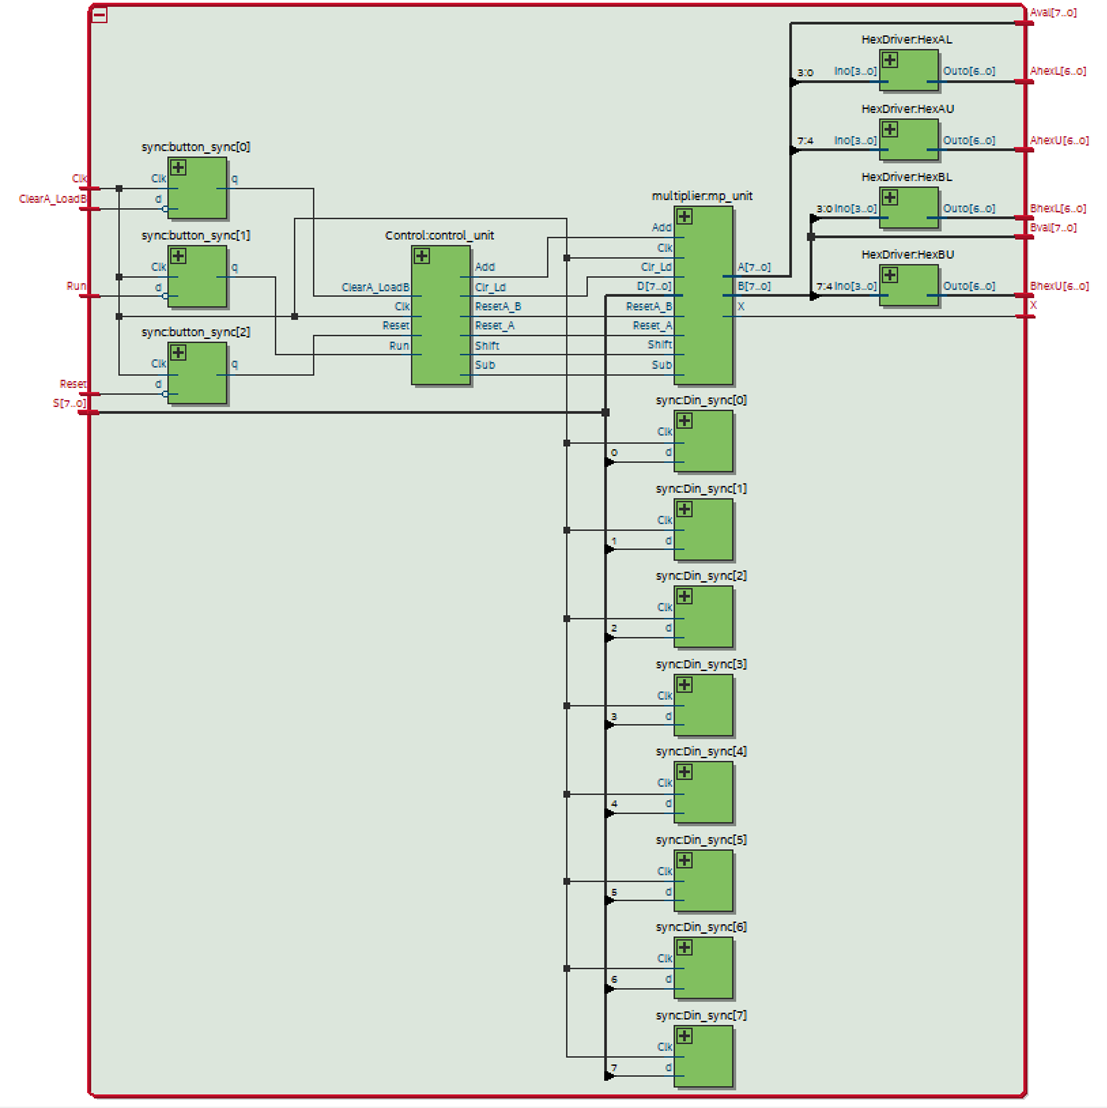 Aval[7..0]
HexDriver:HexAL
3:0 In0[3..0] Out0[6..0] AhexL[6..0]
HexDriver:HexAU
7:4 In0[3..0] Out0[6..0] AhexU[6..0]
sync:button_sync[0]
HexDriver:HexBL
Clk Clk q
ClearA_LoadB d
multiplier:mp_unit
3:0 In0[3..0] Out0[6..0] BhexL[6..0]
Bval[7..0]
sync:button_sync[1]
Control:control_unit
Add
Clk
HexDriver:HexBU
Clk q
Add Clr_Ld A[7..0]
Run d
ClearA_LoadB Clr_Ld D[7..0] B[7..0]
7:4 In0[3..0] Out0[6..0] BhexU[6..0]
Clk ResetA_B ResetA_B X X
Reset Reset_A Reset_A
sync:button_sync[2]
Run Shift Shift
Clk q
Sub Sub
Reset d
S[7..0]
sync:Din_sync[0]
Clk
0 d
sync:Din_sync[1]
Clk
1 d
sync:Din_sync[2]
Clk
2 d
sync:Din_sync[3]
Clk
3 d
sync:Din_sync[4]
Clk
4 d
sync:Din_sync[5]
Clk
5 d
sync:Din_sync[6]
Clk
6 d
sync:Din_sync[7]
Clk
7 d